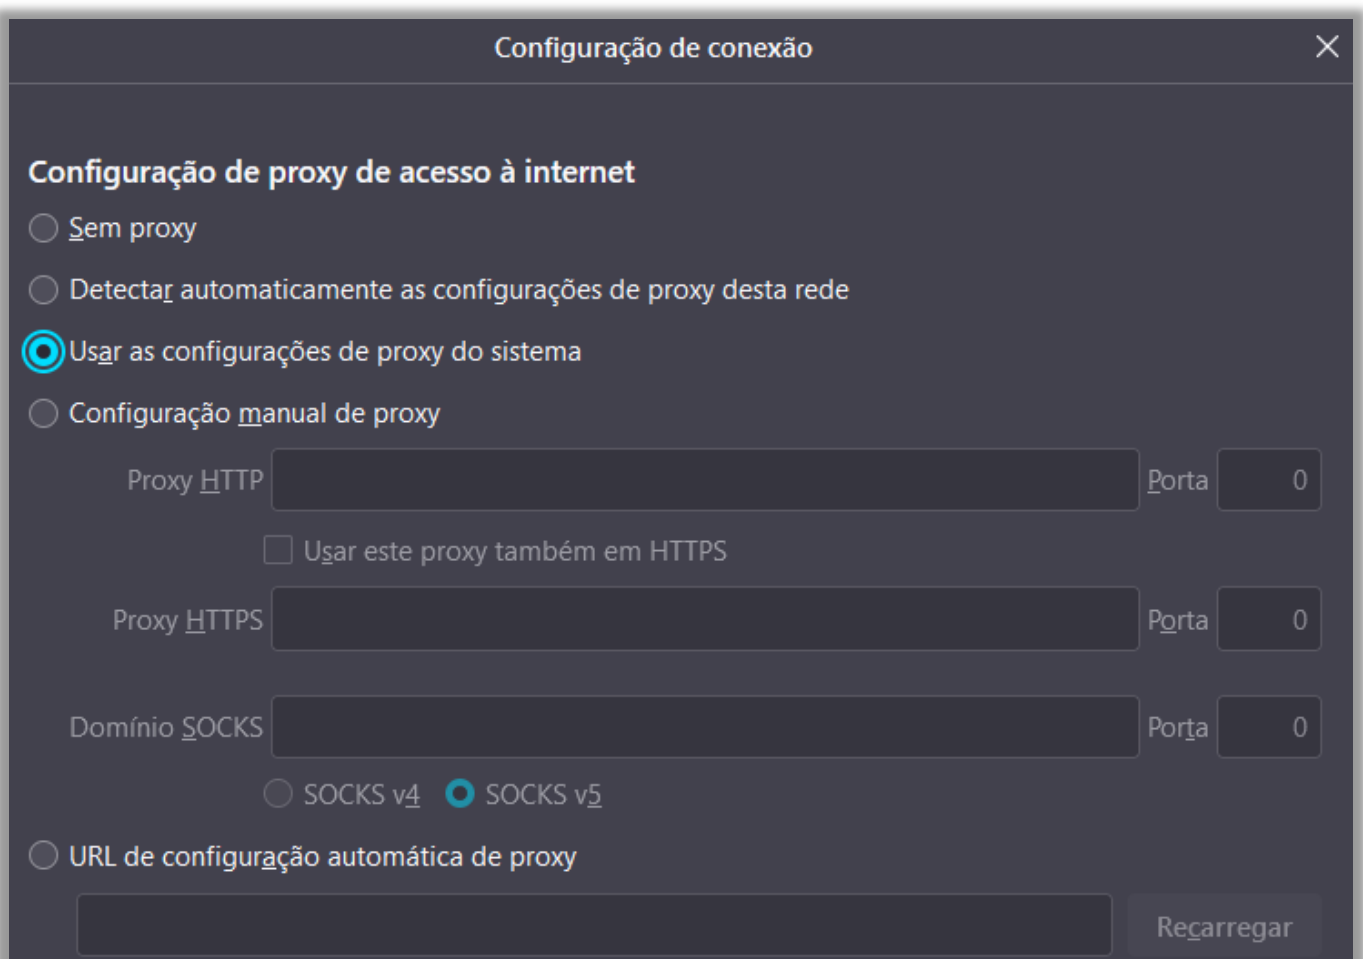 Configuração de conexão
Configuração de proxy de acesso à internet
Sem proxy
Detectar automaticamente as configurações de proxy desta rede
Usar as configurações de proxy do sistema
Configuração manual de proxy
Proxy HTTP Porta 0
Usar este proxy também em HTTPS
Proxy HTTPS Porta 0
Domínio SOCKS Porta 0
SOCKS v4 SOCKS v5
URL de configuração automática de proxy
Recarregar